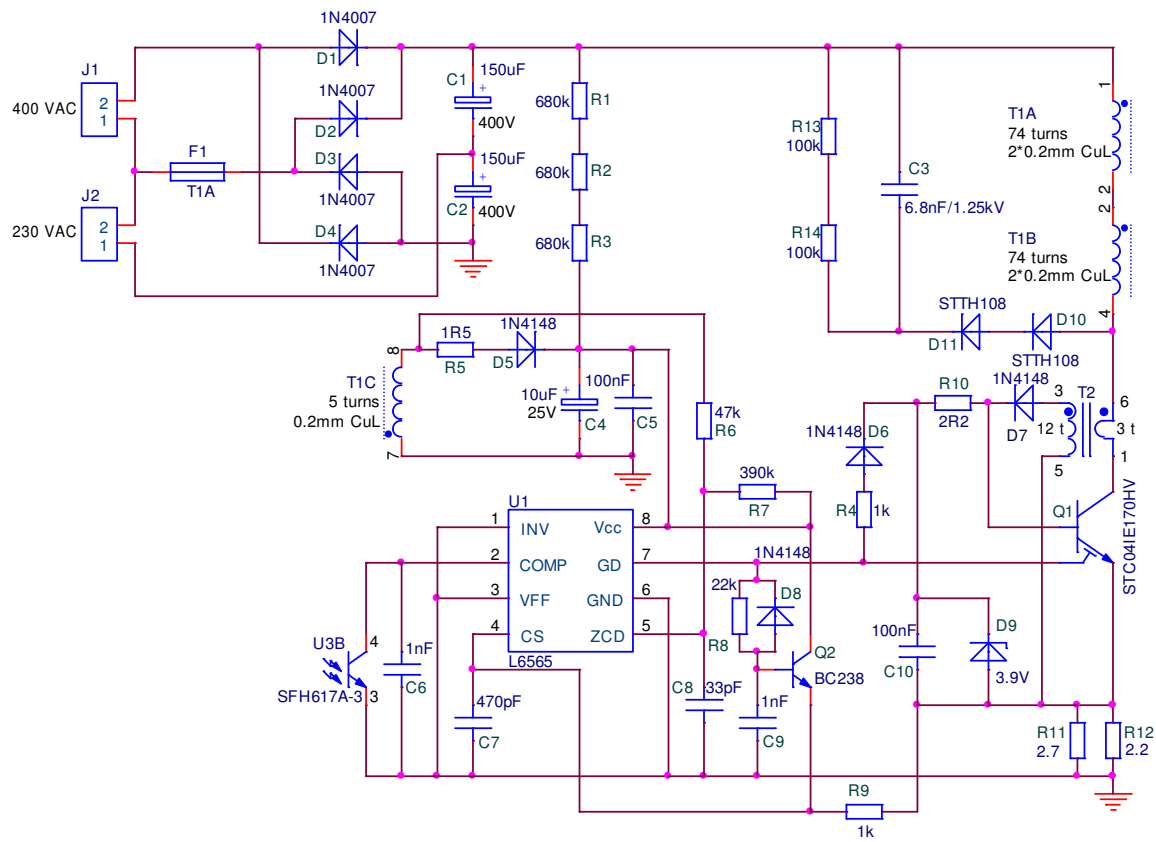 1N4007
D1
J1
400 VAC
2
1
1N4007
D2
D3
1N4007
F1
T1A
J2
230 VAC
2
1
D4
1N4007
C1
150uF
+
400V
150uF
+
C2
400V
680k
R1
680k
R2
680k
R3
R13
100k
R14
100k
C3
6.8nF/1.25kV
1
T1A
74 turns
2*0.2mm CuL
2
2
T1B
74 turns
2*0.2mm CuL
4
STTH108
D11
D10
STTH108
8
T1C
5 turns
0.2mm CuL
7
1R5
R5
1N4148
D5
10uF
+
25V
C4
100nF
C5
47k
R6
390k
R7
1N4148
D6
R4
1k
R10
2R2
1N4148
D7
3
T2
6
12 t
3 t
5
1
Q1
STC04IE170HV
U1
1
INV
2
COMP
3
VFF
4
CS
Vcc
8
GD
7
GND
6
ZCD
5
L6565
U3B
4
SFH617A-3
3
1nF
C6
470pF
C7
C8
33pF
1N4148
22k
R8
D8
Q2
BC238
1nF
C9
100nF
C10
D9
3.9V
R11
2.7
R12
2.2
R9
1k